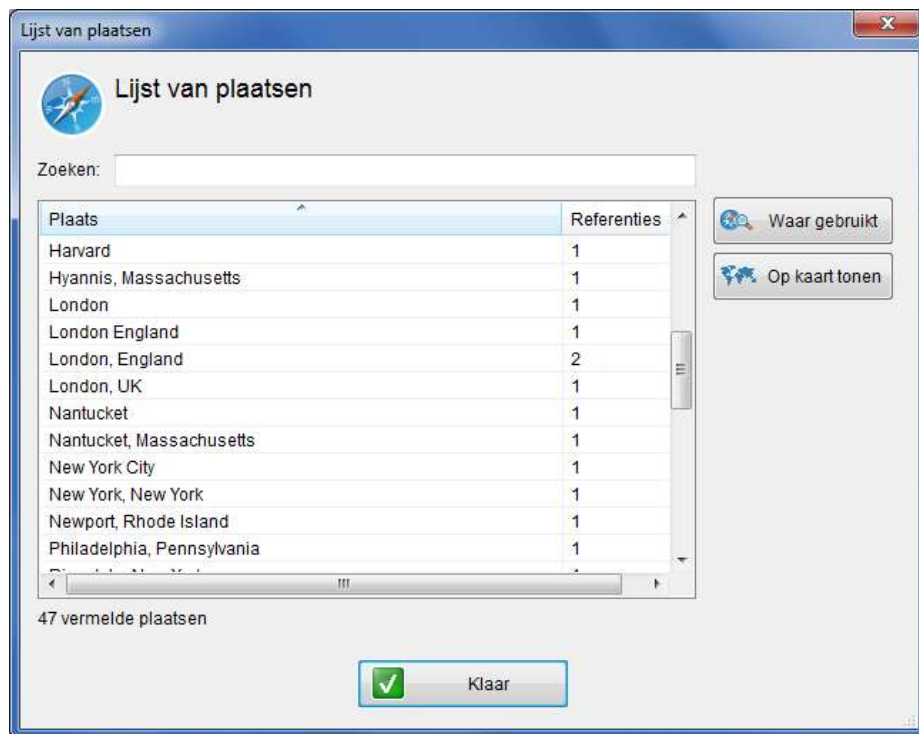 Lijst van plaatsen
Lijst van plaatsen
Zoeken:
Plaats Referenties
Harvard 1
Hyannis, Massachusetts 1
London 1
London England 1
London, England 2
London, UK 1
Nantucket 1
Nantucket, Massachusetts 1
New York City 1
New York, New York 1
Newport, Rhode Island 1
Philadelphia, Pennsylvania 1
Waar gebruikt
Op kaart tonen
47 vermelde plaatsen
Klaar